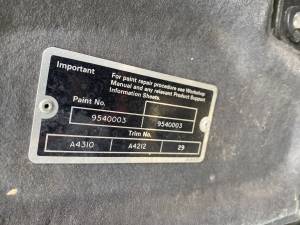 Important
For paint repair procedure see Workshop
Manual and any relevant Product Support
Information Sheets.
Paint No.
9540003 9540003
Trim No.
A4310 A4212 29